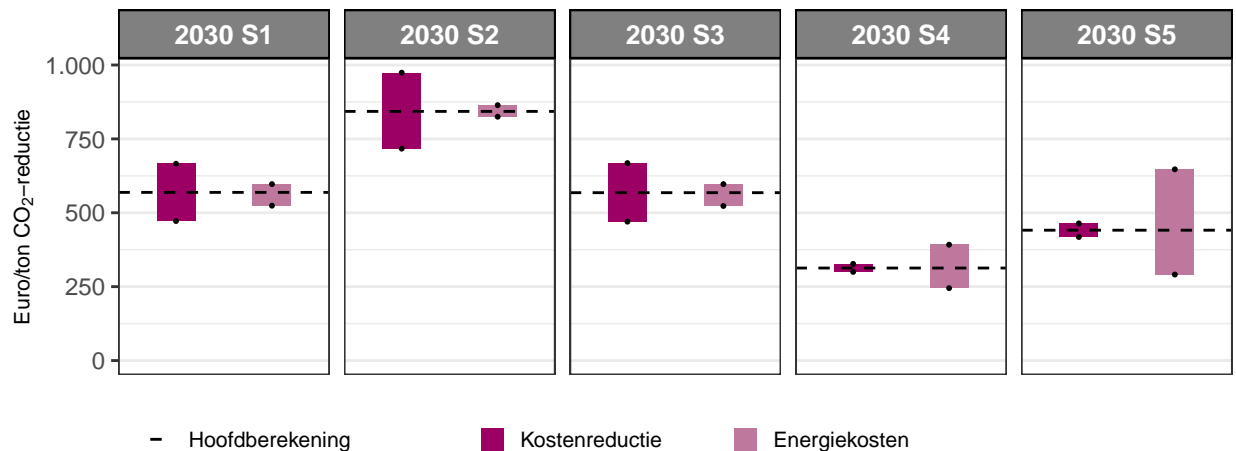 2030 S1 2030 S2 2030 S3 2030 S4 2030 S5
Euro/ton CO₂−reductie
1.000
750
500
250
0
Hoofdberekening Kostenreductie Energiekosten